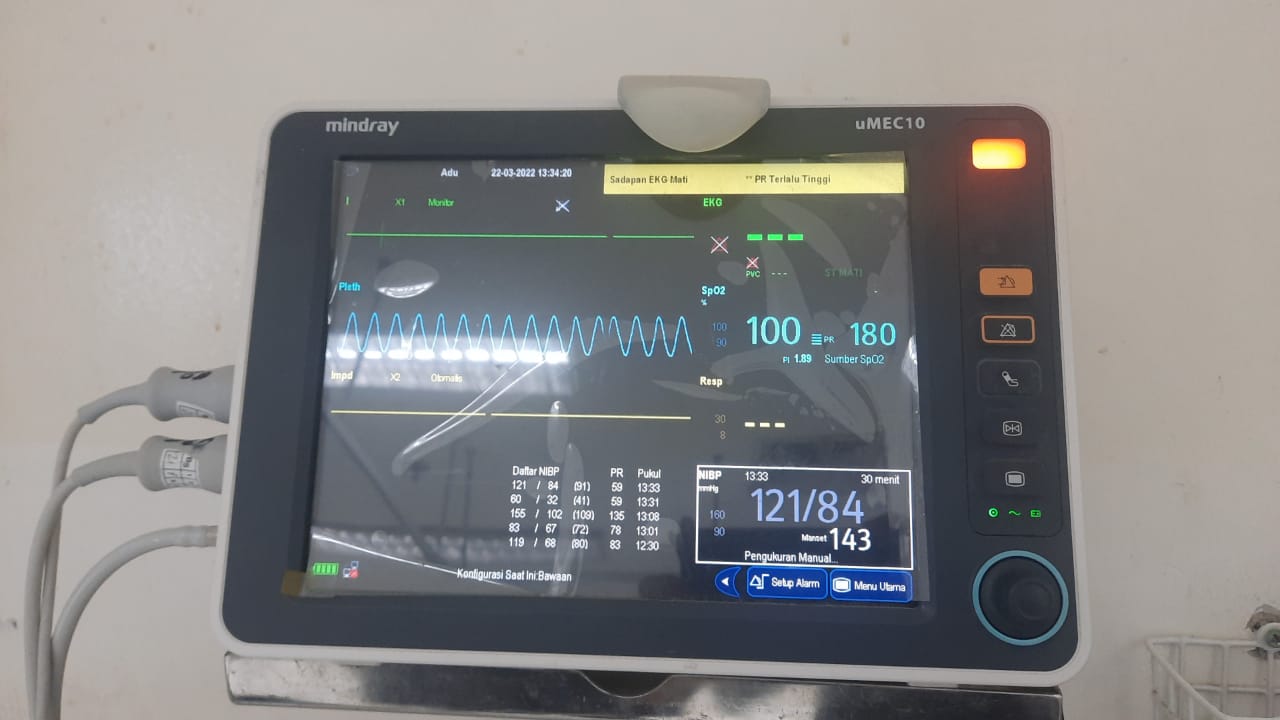 mindray
uMEC10
Adu 22-03-2022 13:34:20
Sadapan EKG Mati ** PR Terlalu Tinggi
I X1 Monitor
EKG
PVC --- ST MATI
Pleth
SpO2
%
100
90
100 PR 180
PI 1.89 Sumber SpO2
Impd X2 Otomatis
Resp
30
8
---
Daftar NIBP PR Pukul
121 / 84 (91) 59 13:33
60 / 32 (41) 59 13:31
155 / 102 (109) 135 13:08
83 / 67 (72) 78 13:01
119 / 68 (80) 83 12:30
NIBP 13:33 30 menit
mmHg
160
90
121/84
Manset 143
Pengukuran Manual...
Konfigurasi Saat Ini:Bawaan
Setup Alarm
Menu Utama